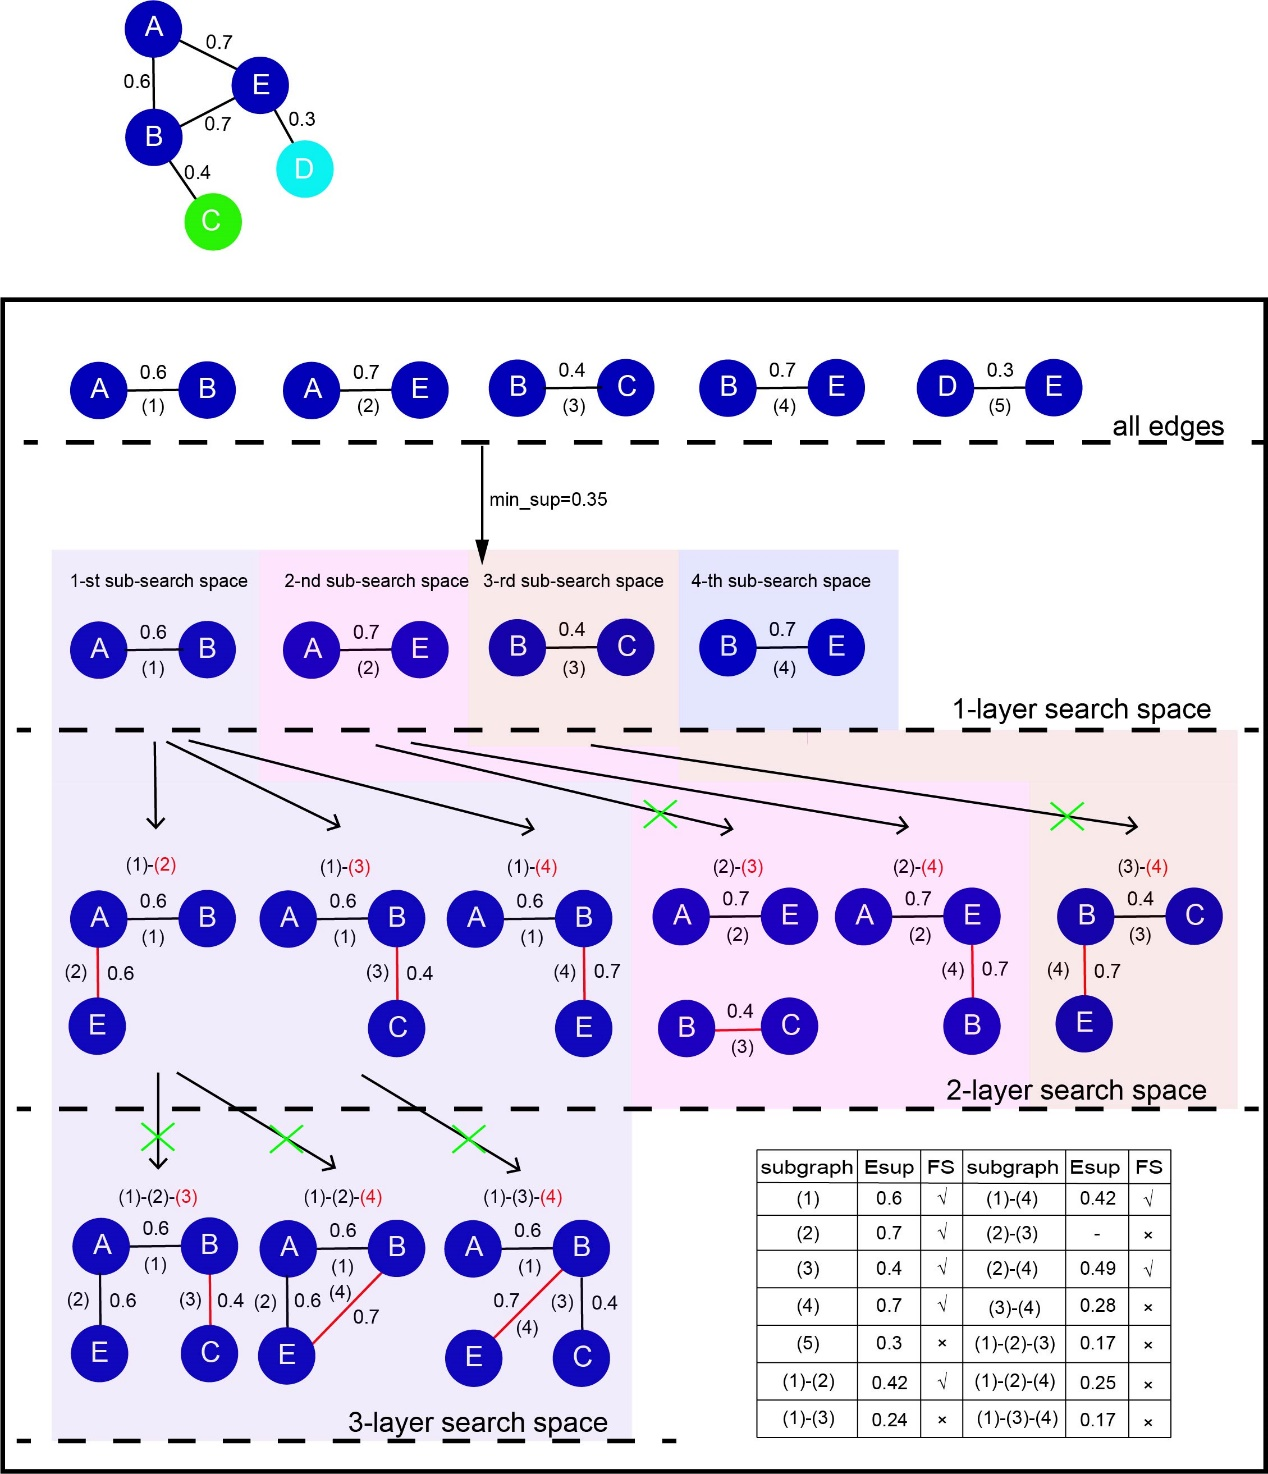 A
0.7
0.6
E
B
0.7
0.3
D
0.4
C
A 0.6 (1) B
A 0.7 (2) E
B 0.4 (3) C
B 0.7 (4) E
D 0.3 (5) E
all edges
min_sup=0.35
1-st sub-search space
2-nd sub-search space
3-rd sub-search space
4-th sub-search space
A 0.6 (1) B
A 0.7 (2) E
B 0.4 (3) C
B 0.7 (4) E
1-layer search space
(1)-(2)
A 0.6 (1) B
(2) 0.6
E
(1)-(3)
A 0.6 (1) B
(3) 0.4
C
(1)-(4)
A 0.6 (1) B
(4) 0.7
E
(2)-(3)
A 0.7 (2) E
B 0.4 (3) C
(2)-(4)
A 0.7 (2) E
(4) 0.7
B
(3)-(4)
B 0.4 (3) C
(4) 0.7
E
2-layer search space
(1)-(2)-(3)
A 0.6 (1) B
(2) 0.6 (3) 0.4
E C
(1)-(2)-(4)
A 0.6 (1) B
(2) 0.6 (4) 0.7
E
(1)-(3)-(4)
A 0.6 (1) B
0.7 (4) (3) 0.4
E C
3-layer search space
subgraph Esup FS subgraph Esup FS
(1) 0.6 √ (1)-(4) 0.42 √
(2) 0.7 √ (2)-(3) - ×
(3) 0.4 √ (2)-(4) 0.49 √
(4) 0.7 √ (3)-(4) 0.28 ×
(5) 0.3 × (1)-(2)-(3) 0.17 ×
(1)-(2) 0.42 √ (1)-(2)-(4) 0.25 ×
(1)-(3) 0.24 × (1)-(3)-(4) 0.17 ×